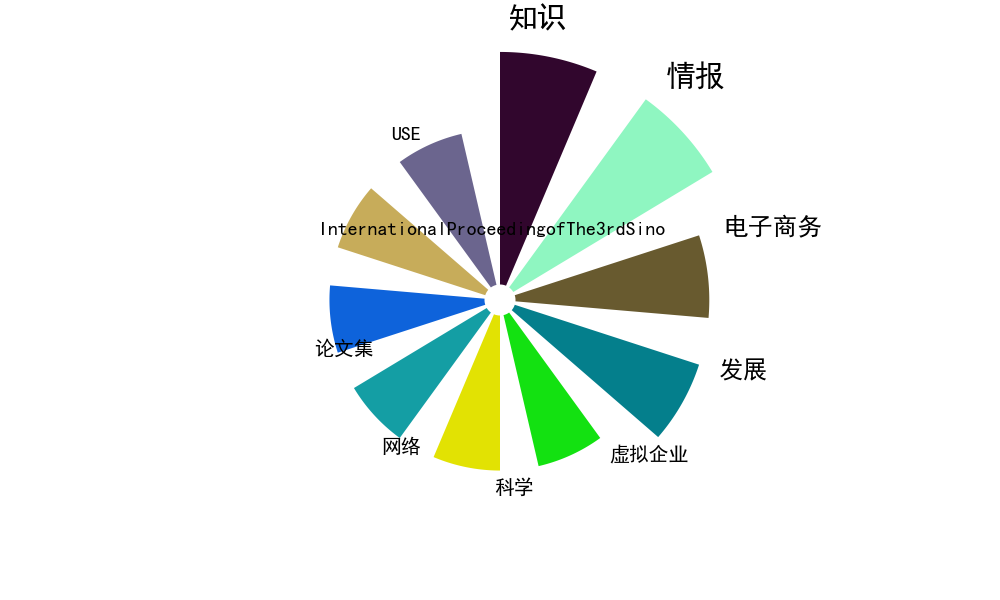 知识
情报
USE
电子商务
InternationalProceedingofThe3rdSino
论文集
发展
网络
虚拟企业
科学